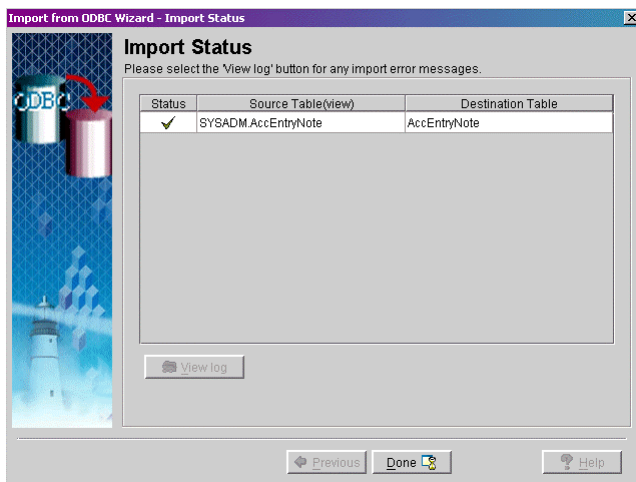 Import from ODBC Wizard - Import Status
Import Status
Please select the 'View log' button for any import error messages.
Status Source Table(view) Destination Table
SYSADM.AccEntryNote AccEntryNote
ODBC
View log
Previous Done Help